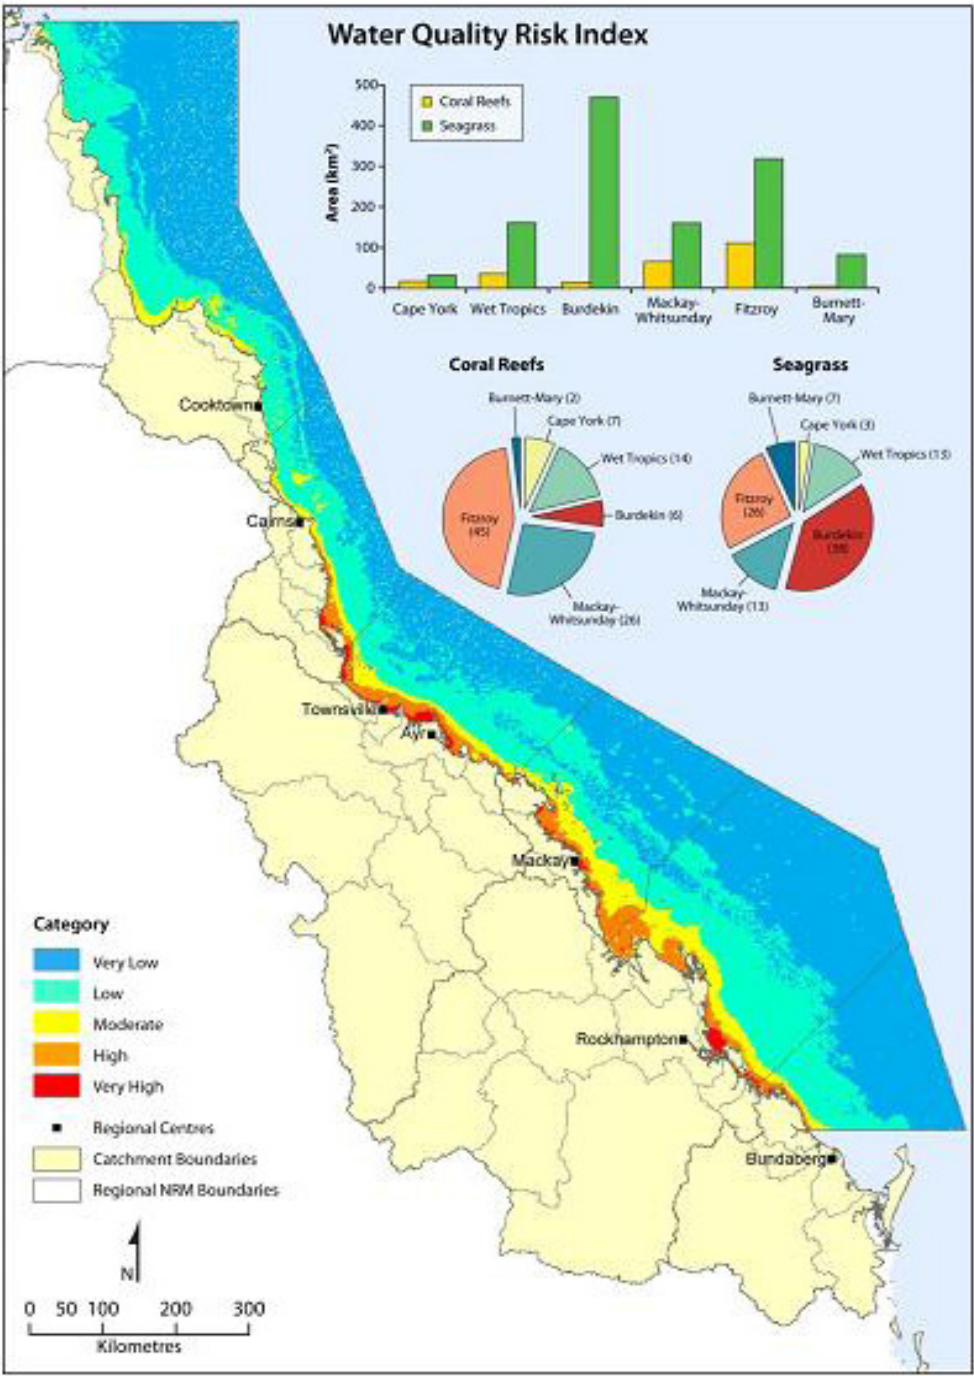 Water Quality Risk Index
500
400
300
200
100
0
Area (km²)
Coral Reefs
Seagrass
Cape York
Wet Tropics
Burdekin
Mackay-
Whitsunday
Fitzroy
Burnett-
Mary
Coral Reefs
Burnett-Mary (2)
Cape York (7)
Wet Tropics (14)
Burdekin (6)
Mackay-
Whitsunday (26)
Fitzroy
(45)
Seagrass
Burnett-Mary (7)
Cape York (3)
Wet Tropics (13)
Burdekin
(38)
Mackay-
Whitsunday (13)
Fitzroy
(26)
Cooktown
Cairns
Townsville
Ayr
Mackay
Rockhampton
Bundaberg
Category
Very Low
Low
Moderate
High
Very High
Regional Centres
Catchment Boundaries
Regional NRM Boundaries
N
0 50 100 200 300
Kilometres